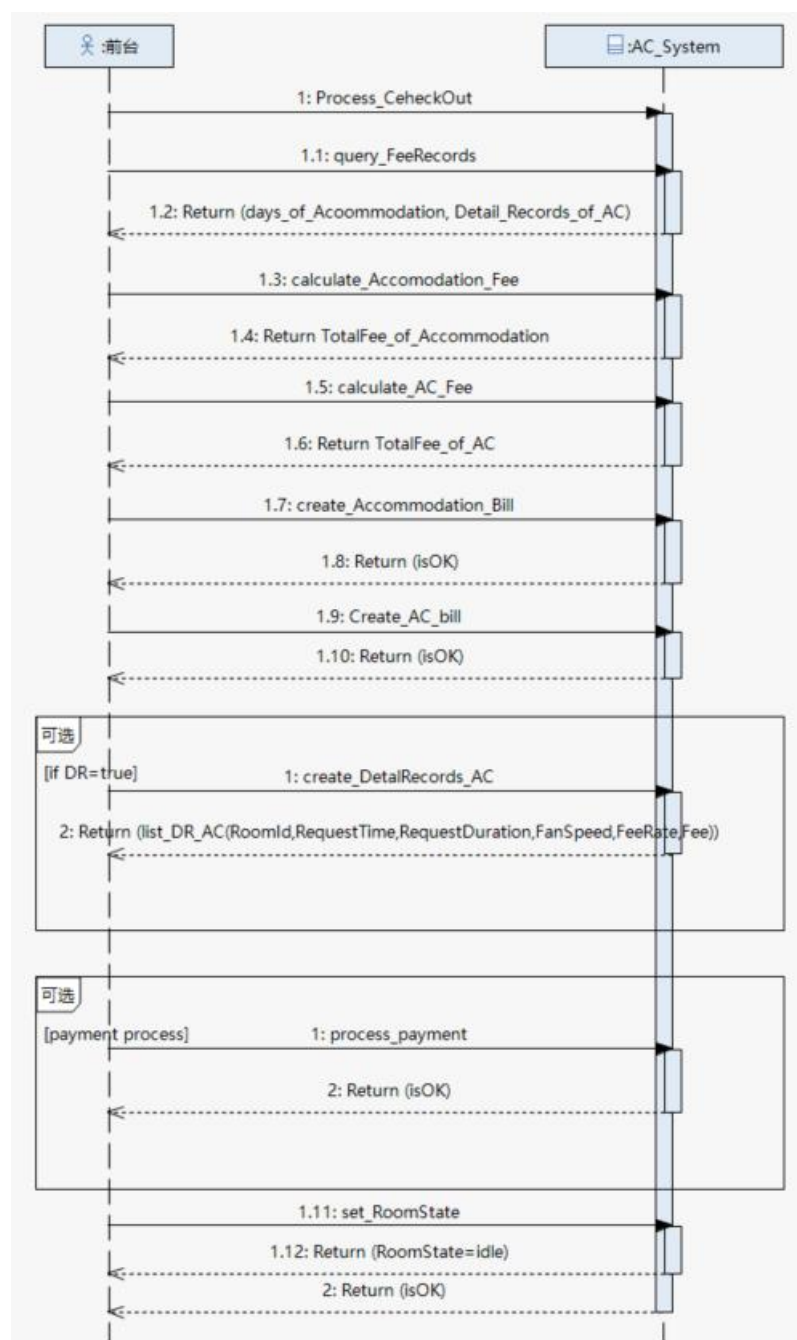 :前台
:AC_System
1: Process_CeheckOut
1.1: query_FeeRecords
1.2: Return (days_of_Acoommodation, Detail_Records_of_AC)
1.3: calculate_Accomodation_Fee
1.4: Return TotalFee_of_Accommodation
1.5: calculate_AC_Fee
1.6: Return TotalFee_of_AC
1.7: create_Accommodation_Bill
1.8: Return (isOK)
1.9: Create_AC_bill
1.10: Return (isOK)
可选
[if DR=true]
1: create_DetalRecords_AC
2: Return (list_DR_AC(RoomId,RequestTime,RequestDuration,FanSpeed,FeeRate,Fee))
可选
[payment process]
1: process_payment
2: Return (isOK)
1.11: set_RoomState
1.12: Return (RoomState=idle)
2: Return (isOK)